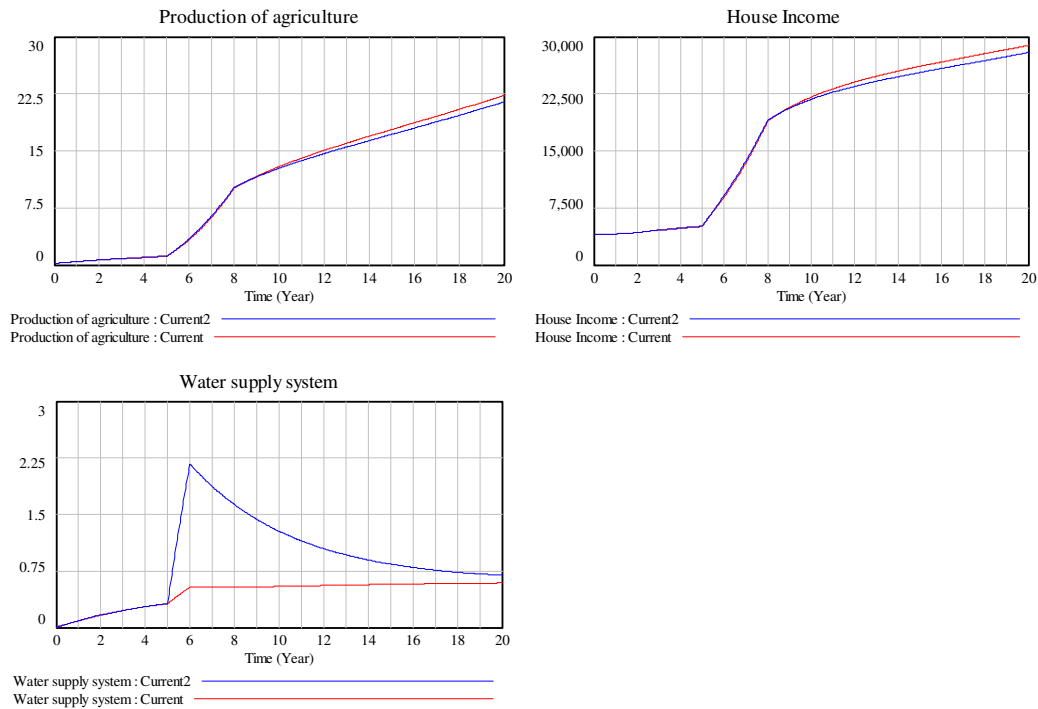 Production of agriculture
30
22.5
15
7.5
0
0 2 4 6 8 10 12 14 16 18 20
Time (Year)
Production of agriculture : Current2
Production of agriculture : Current
House Income
30,000
22,500
15,000
7,500
0
0 2 4 6 8 10 12 14 16 18 20
Time (Year)
House Income : Current2
House Income : Current
Water supply system
3
2.25
1.5
0.75
0
0 2 4 6 8 10 12 14 16 18 20
Time (Year)
Water supply system : Current2
Water supply system : Current